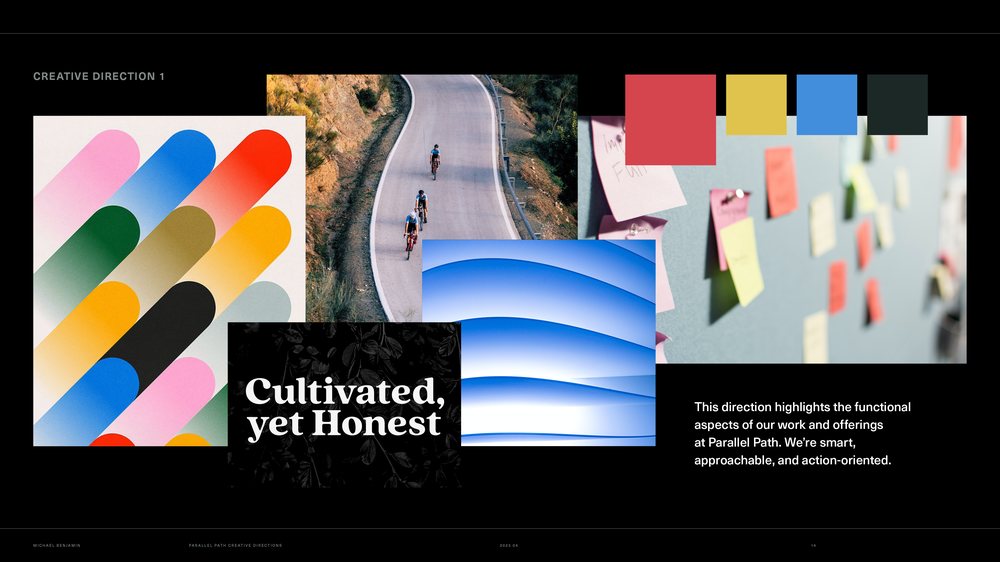 CREATIVE DIRECTION 1
Cultivated,
yet Honest
This direction highlights the functional
aspects of our work and offerings
at Parallel Path. We're smart,
approachable, and action-oriented.
MICHAEL BENJAMIN
PARALLEL PATH CREATIVE DIRECTIONS